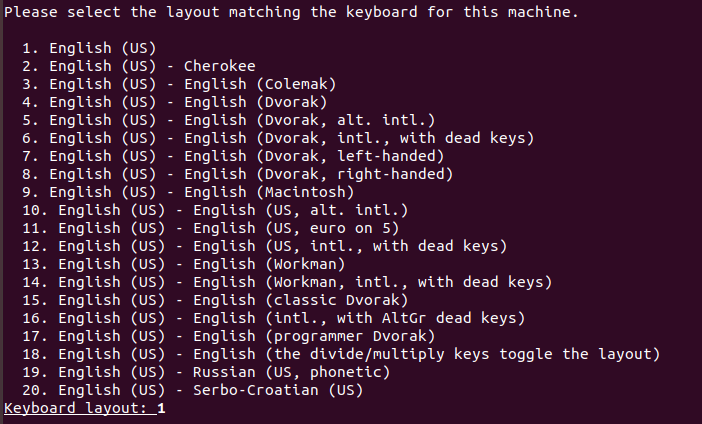 Please select the layout matching the keyboard for this machine.
1. English (US)
2. English (US) - Cherokee
3. English (US) - English (Colemak)
4. English (US) - English (Dvorak)
5. English (US) - English (Dvorak, alt. intl.)
6. English (US) - English (Dvorak, intl., with dead keys)
7. English (US) - English (Dvorak, left-handed)
8. English (US) - English (Dvorak, right-handed)
9. English (US) - English (Macintosh)
10. English (US) - English (US, alt. intl.)
11. English (US) - English (US, euro on 5)
12. English (US) - English (US, intl., with dead keys)
13. English (US) - English (Workman)
14. English (US) - English (Workman, intl., with dead keys)
15. English (US) - English (classic Dvorak)
16. English (US) - English (intl., with AltGr dead keys)
17. English (US) - English (programmer Dvorak)
18. English (US) - English (the divide/multiply keys toggle the layout)
19. English (US) - Russian (US, phonetic)
20. English (US) - Serbo-Croatian (US)
Keyboard layout: 1